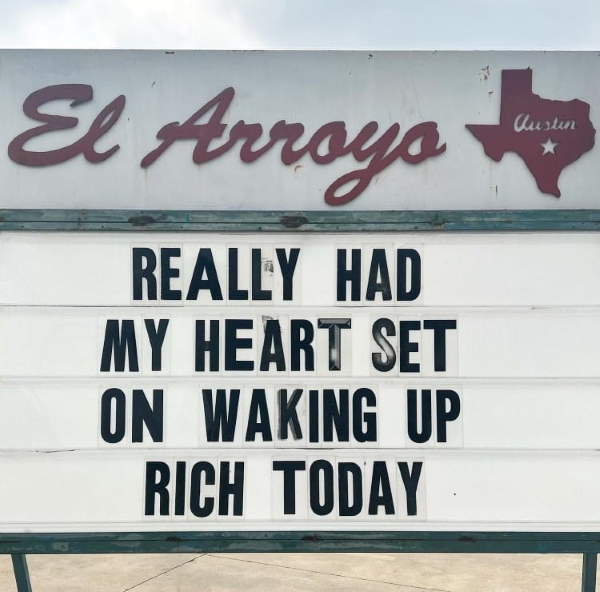 El Arroyo
Austin
REALLY HAD
MY HEART SET
ON WAKING UP
RICH TODAY